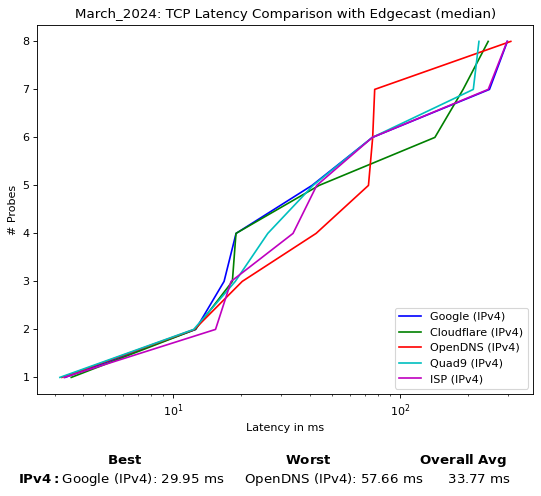 March_2024: TCP Latency Comparison with Edgecast (median)
8
7
6
5
4
3
2
1
# Probes
10^1
10^2
Latency in ms
Google (IPv4)
Cloudflare (IPv4)
OpenDNS (IPv4)
Quad9 (IPv4)
ISP (IPv4)
Best Worst Overall Avg
IPv4: Google (IPv4): 29.95 ms OpenDNS (IPv4): 57.66 ms 33.77 ms